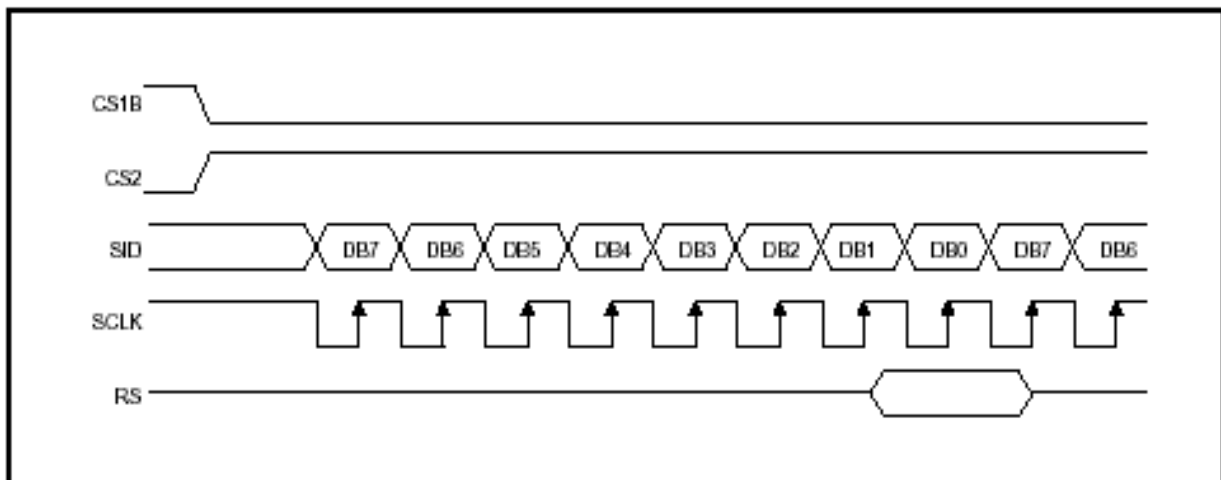 CS1B
CS2
SID DB7 DB6 DB5 DB4 DB3 DB2 DB1 DB0 DB7 DB6
SCLK
RS